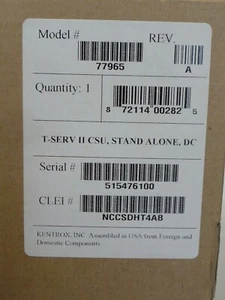 Model # REV.
77965 A
Quantity: 1
8 72114 00282 5
T-SERV II CSU, STAND ALONE, DC
Serial #
515476100
CLEI #
NCCSDHT4AB
KENTROX, INC. Assembled in USA from Foreign and
Domestic Components